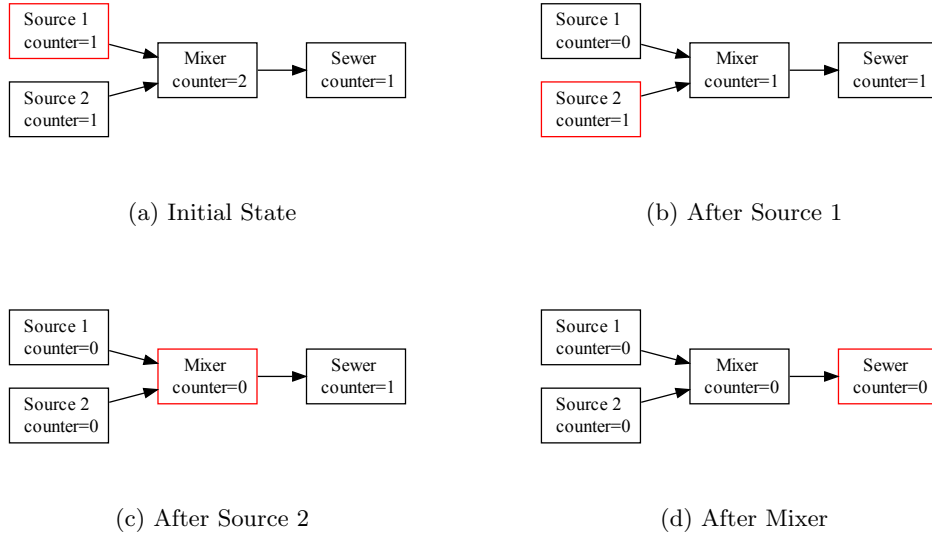 Source 1
counter=1
Source 2
counter=1
Mixer
counter=2
Sewer
counter=1
(a) Initial State
Source 1
counter=0
Source 2
counter=1
Mixer
counter=1
Sewer
counter=1
(b) After Source 1
Source 1
counter=0
Source 2
counter=0
Mixer
counter=0
Sewer
counter=1
(c) After Source 2
Source 1
counter=0
Source 2
counter=0
Mixer
counter=0
Sewer
counter=0
(d) After Mixer